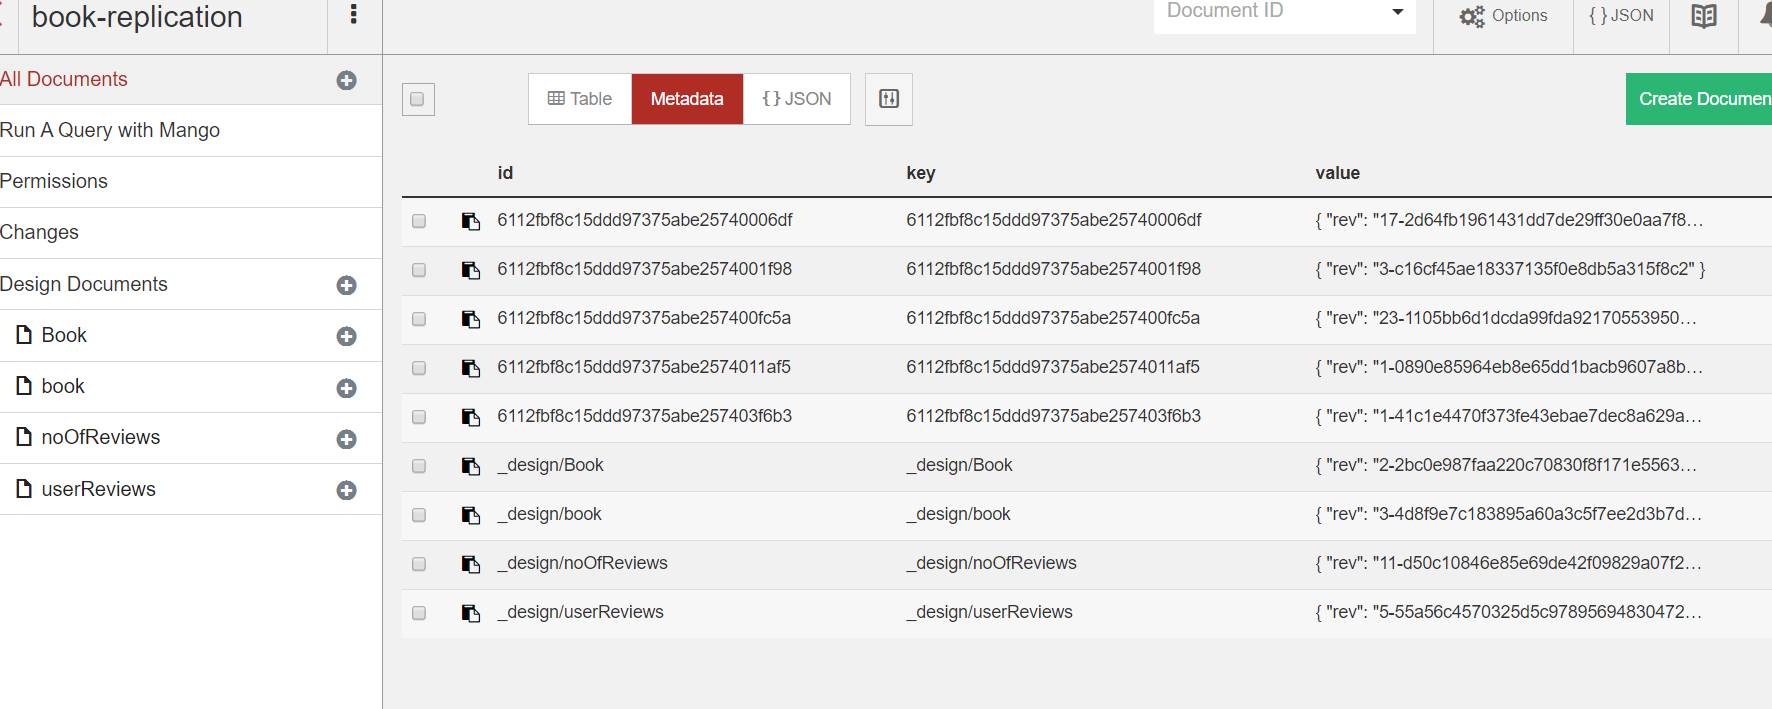 book-replication
Document ID
Options
{ } JSON
All Documents
Run A Query with Mango
Permissions
Changes
Design Documents
Book
book
noOfReviews
userReviews
Table Metadata { } JSON
Create Documen
id key value
6112fbf8c15ddd97375abe25740006df 6112fbf8c15ddd97375abe25740006df { "rev": "17-2d64fb1961431dd7de29ff30e0aa7f8…
6112fbf8c15ddd97375abe2574001f98 6112fbf8c15ddd97375abe2574001f98 { "rev": "3-c16cf45ae18337135f0e8db5a315f8c2" }
6112fbf8c15ddd97375abe257400fc5a 6112fbf8c15ddd97375abe257400fc5a { "rev": "23-1105bb6d1dcda99fda92170553950…
6112fbf8c15ddd97375abe2574011af5 6112fbf8c15ddd97375abe2574011af5 { "rev": "1-0890e85964eb8e65dd1bacb9607a8b…
6112fbf8c15ddd97375abe257403f6b3 6112fbf8c15ddd97375abe257403f6b3 { "rev": "1-41c1e4470f373fe43ebae7dec8a629a…
_design/Book _design/Book { "rev": "2-2bc0e987faa220c70830f8f171e5563…
_design/book _design/book { "rev": "3-4d8f9e7c183895a60a3c5f7ee2d3b7d…
_design/noOfReviews _design/noOfReviews { "rev": "11-d50c10846e85e69de42f09829a07f2…
_design/userReviews _design/userReviews { "rev": "5-55a56c4570325d5c97895694830472…